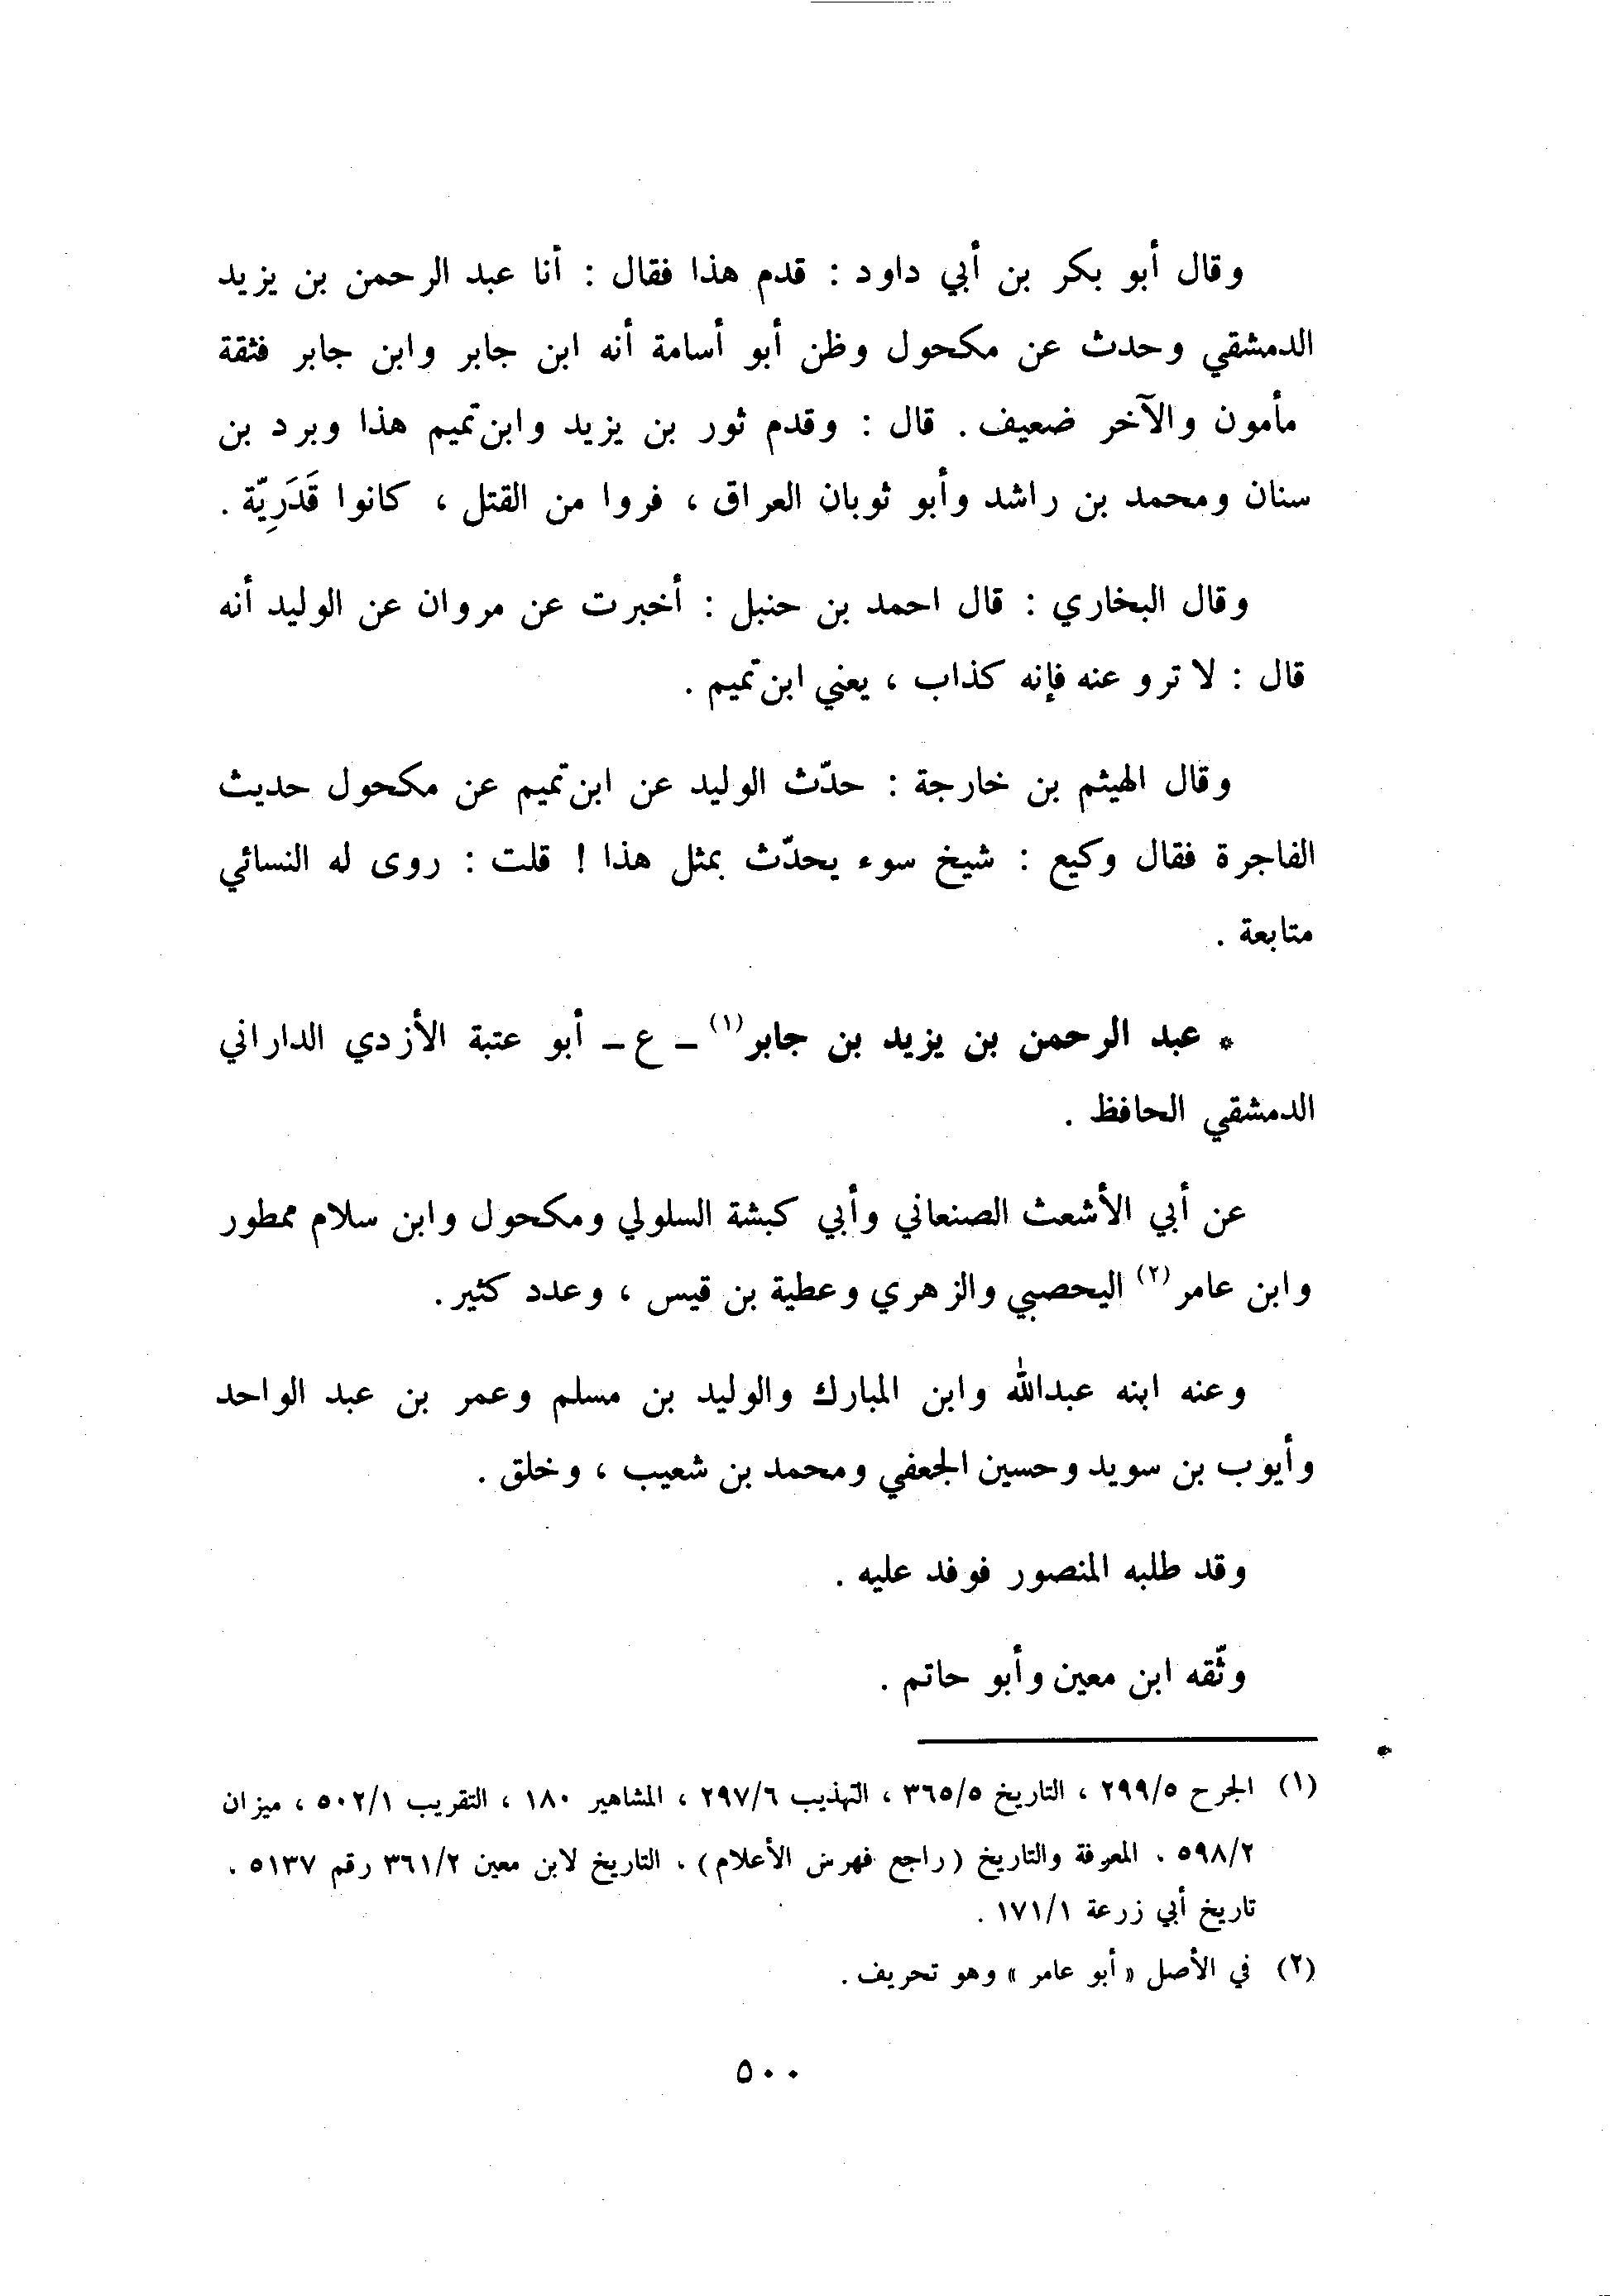 وقال أبو بكر بن أبي داود : قدم هذا فقال : أنا عبد الرحمن بن يزيد
الدمشقي وحدث عن مكحول وظن أبو أسامة أنه ابن جابر وابن جابر فثقة
مأمون والآخر ضعيف . قال : وقدم ثور بن يزيد وابن تميم هذا وبرد بن
سنان ومحمد بن راشد وأبو ثوبان العراق ، فروا من القتل ، كانوا قَدَرِيّة .
وقال البخاري : قال احمد بن حنبل : أخبرت عن مروان عن الوليد أنه
قال : لا ترو عنه فإنه كذاب ، يعني ابن تميم .
وقال الهيثم بن خارجة : حدّث الوليد عن ابن تميم عن مكحول حديث
الفاجرة فقال وكيع : شيخ سوء يحدّث بمثل هذا ! قلت : روى له النسائي
متابعة .
* عبد الرحمن بن يزيد بن جابر (١) ـ ع ـ أبو عتبة الأزدي الداراني
الدمشقي الحافظ .
عن أبي الأشعث الصنعاني وأبي كبشة السلولي ومكحول وابن سلام ممطور
وابن عامر (٢) اليحصبي والزهري وعطية بن قيس ، وعدد كثير .
وعنه ابنه عبدالله وابن المبارك والوليد بن مسلم وعمر بن عبد الواحد
وأيوب بن سويد وحسين الجعفي ومحمد بن شعيب ، وخلق .
وقد طلبه المنصور فوفد عليه .
وثّقه ابن معين وأبو حاتم .
(١) الجرح ٢٩٩/٥ ، التاريخ ٣٦٥/٥ ، التهذيب ٢٩٧/٦ ، المشاهير ١٨٠ ، التقريب ٥٠٢/١ ، ميزان
٥٩٨/٢ . المعرفة والتاريخ (راجع فهرس الأعلام) . التاريخ لابن معين ٣٦١/٢ رقم ٥١٣٧ .
تاريخ أبي زرعة ١٧١/١ .
(٢) في الأصل « أبو عامر » وهو تحريف .
٥٠٠